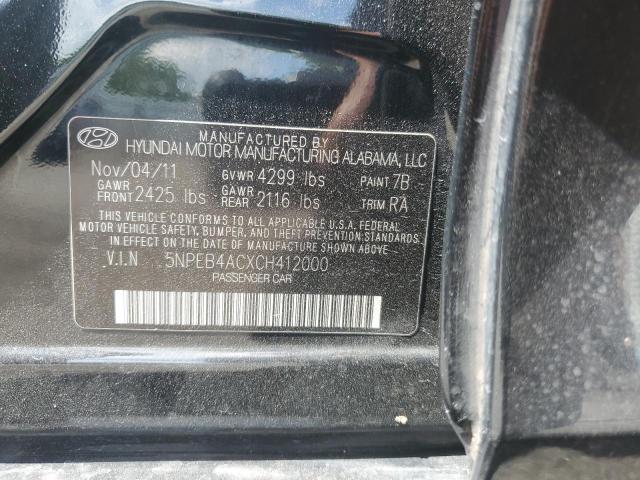 MANUFACTURED BY
HYUNDAI MOTOR MANUFACTURING ALABAMA, LLC
Nov/04/11 GVWR 4299 lbs PAINT 7B
GAWR FRONT 2425 lbs GAWR REAR 2116 lbs TRIM RA
THIS VEHICLE CONFORMS TO ALL APPLICABLE U.S.A. FEDERAL
MOTOR VEHICLE SAFETY, BUMPER, AND THEFT PREVENTION STANDARDS
IN EFFECT ON THE DATE OF MANUFACTURE SHOWN ABOVE.
V.I.N 5NPEB4ACXCH412000
PASSENGER CAR